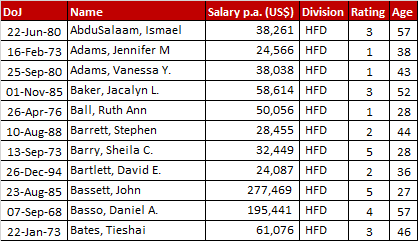 DoJ Name Salary p.a. (US$) Division Rating Age
22-Jun-80 AbduSalaam, Ismael 38,261 HFD 3 57
16-Feb-73 Adams, Jennifer M 24,566 HFD 1 38
25-Sep-80 Adams, Vanessa Y. 38,038 HFD 1 43
01-Nov-85 Baker, Jacalyn L. 58,614 HFD 3 52
26-Apr-76 Ball, Ruth Ann 50,056 HFD 1 28
10-Aug-88 Barrett, Stephen 28,455 HFD 2 44
13-Sep-73 Barry, Sheila C. 32,449 HFD 5 28
26-Dec-94 Bartlett, David E. 24,087 HFD 2 36
23-Aug-85 Bassett, John 277,469 HFD 5 27
07-Sep-68 Basso, Daniel A. 195,441 HFD 4 57
22-Jan-73 Bates, Tieshai 61,076 HFD 3 46